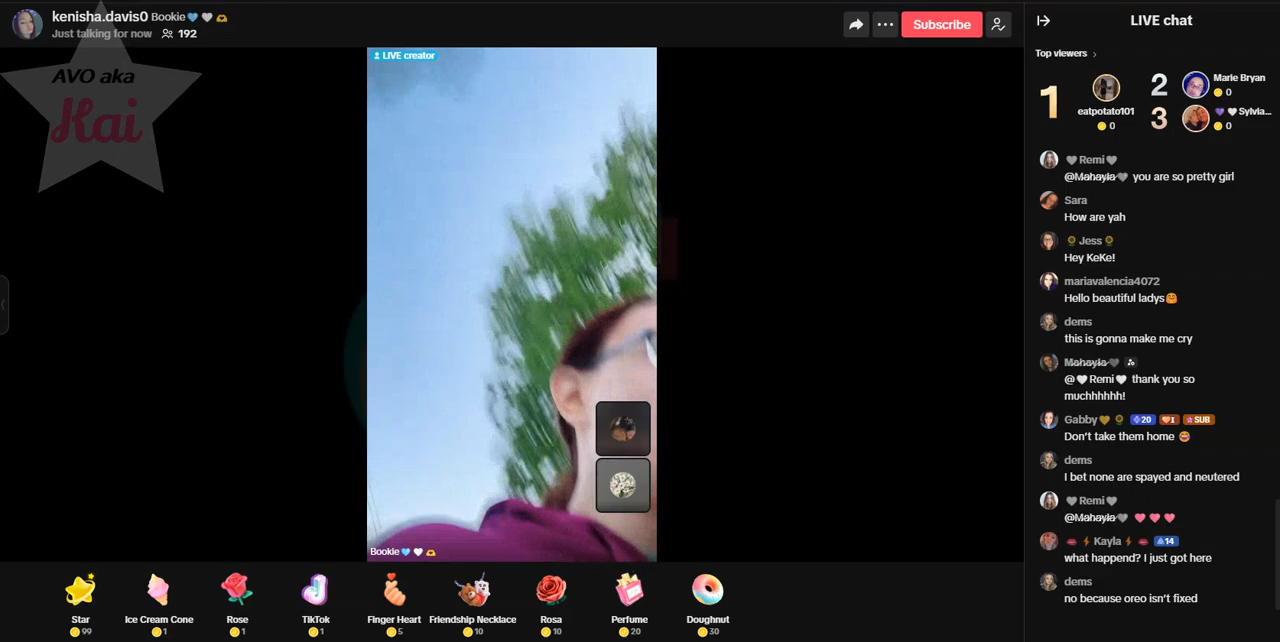 kenisha.davis0 Bookie🩵🤍🫶
Just talking for now 192
Subscribe
AVO aka
Kai
LIVE creator
Bookie🩵🤍🫶
Star
99
Ice Cream Cone
1
Rose
1
TikTok
1
Finger Heart
5
Friendship Necklace
10
Rosa
10
Perfume
20
Doughnut
30
LIVE chat
Top viewers >
1
eatpotato101
0
2
Marie Bryan
0
3
💜🤍Sylvia...
0
🤍Remi🤍
@Mahayla🤍 you are so pretty girl
Sara
How are yah
🌻Jess🌻
Hey KeKe!
mariavalencia4072
Hello beautiful ladys🤗
dems
this is gonna make me cry
Mahayla🤍
@🤍Remi🤍 thank you so
muchhhhhh!
Gabby🤎🌻 20 I SUB
Don't take them home 😂
dems
I bet none are spayed and neutered
🤍Remi🤍
@Mahayla🤍 💗💗💗
👄⚡Kayla⚡👄 14
what happend? I just got here
dems
no because oreo isn't fixed